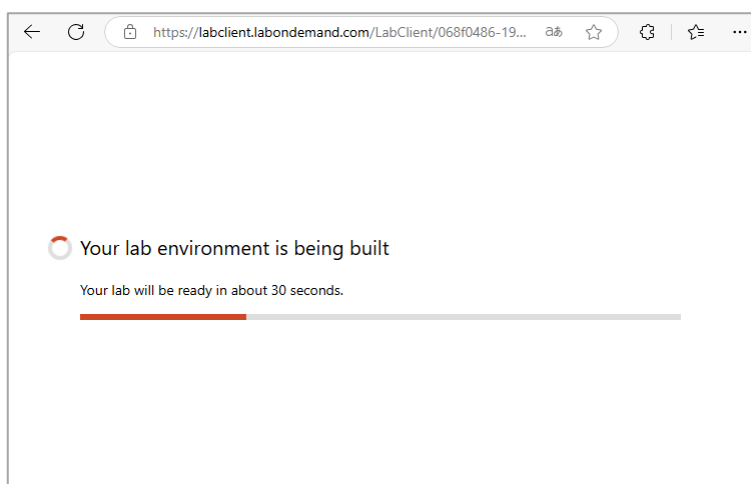 https://labclient.labondemand.com/LabClient/068f0486-19... aあ
Your lab environment is being built
Your lab will be ready in about 30 seconds.